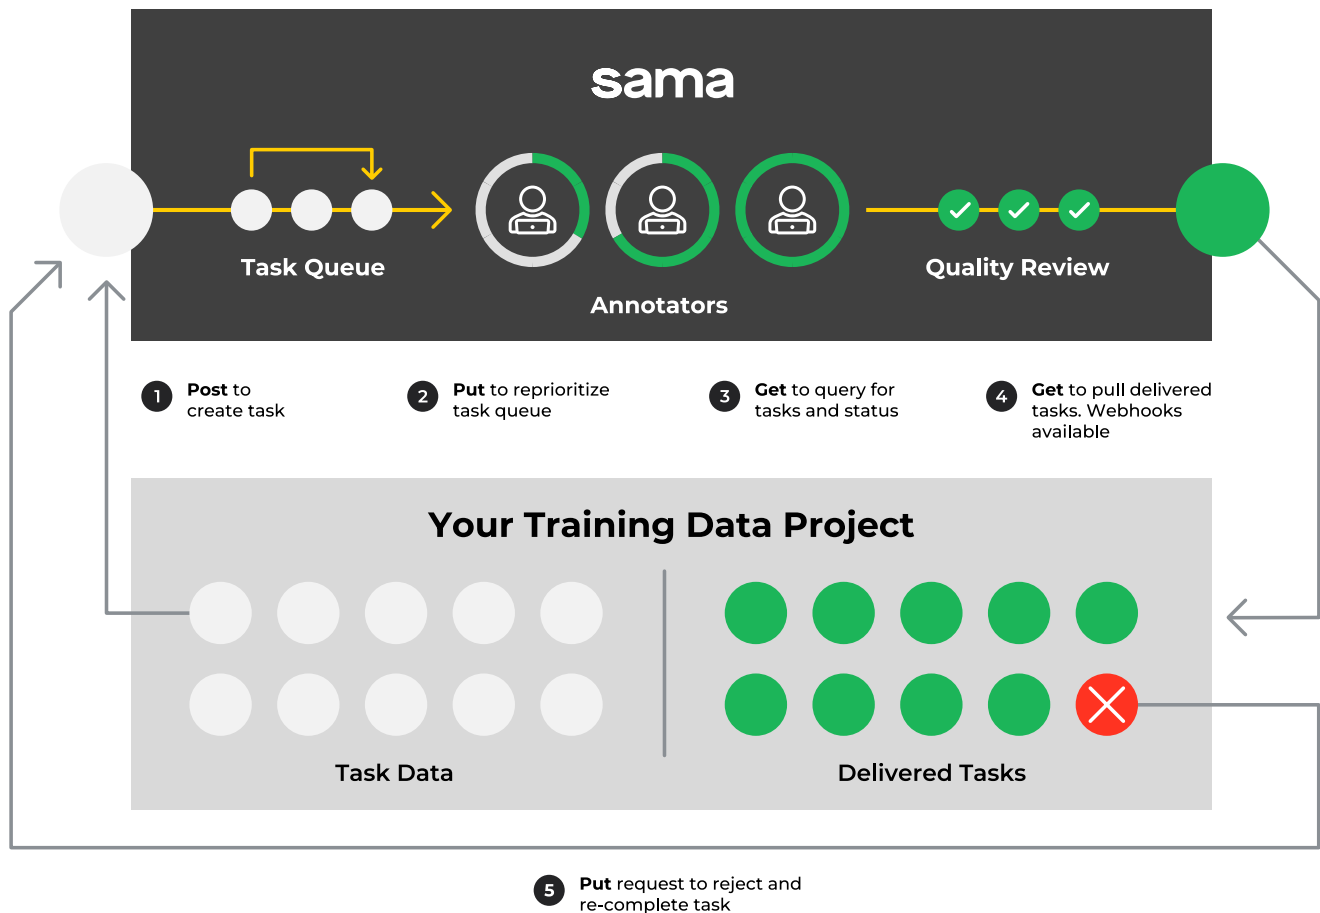 sama
Task Queue
Annotators
Quality Review
1 Post to
create task
2 Put to reprioritize
task queue
3 Get to query for
tasks and status
4 Get to pull delivered
tasks. Webhooks
available
Your Training Data Project
Task Data
Delivered Tasks
5 Put request to reject and
re-complete task